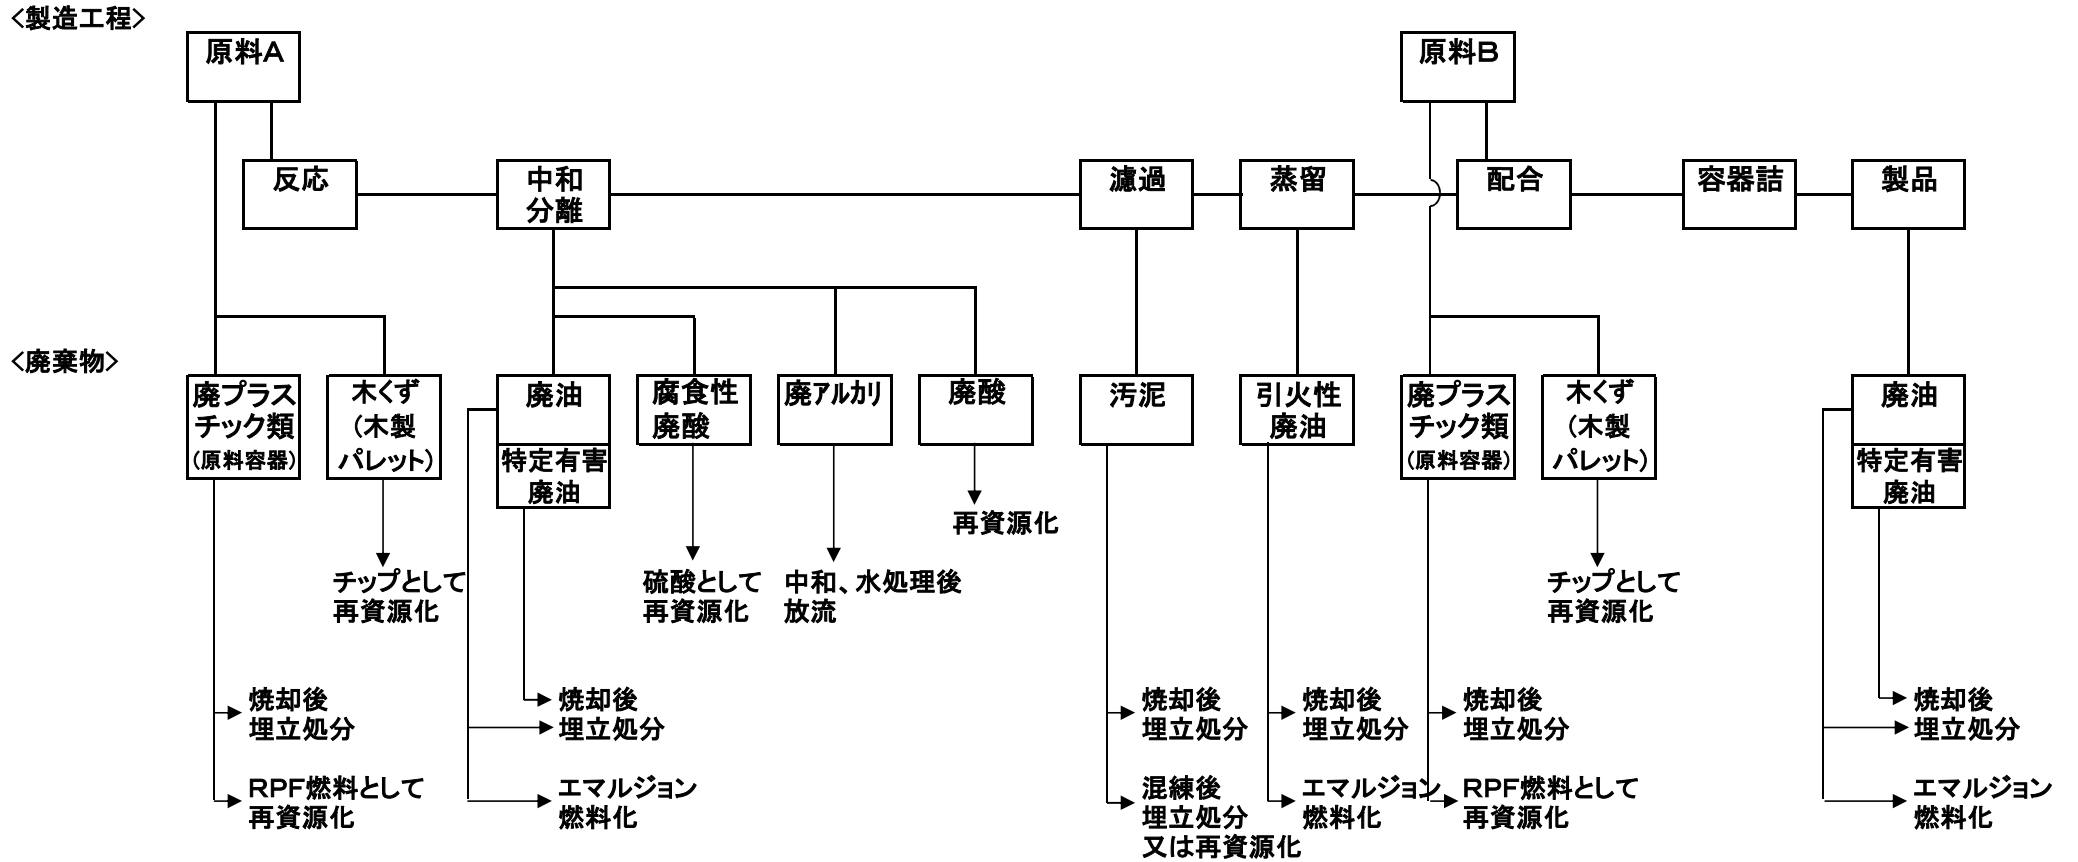 <製造工程>
原料A
原料B
反応
中和
分離
濾過
蒸留
配合
容器詰
製品
<廃棄物>
廃プラス
チック類
(原料容器)
木くず
(木製
パレット)
廃油
特定有害
廃油
腐食性
廃酸
廃アルカリ
廃酸
汚泥
引火性
廃油
廃プラス
チック類
(原料容器)
木くず
(木製
パレット)
廃油
特定有害
廃油
再資源化
チップとして
再資源化
硫酸として
再資源化
中和、水処理後
放流
チップとして
再資源化
焼却後
埋立処分
焼却後
埋立処分
焼却後
埋立処分
焼却後
埋立処分
焼却後
埋立処分
焼却後
埋立処分
RPF燃料として
再資源化
エマルジョン
燃料化
混練後
埋立処分
又は再資源化
エマルジョン
燃料化
RPF燃料として
再資源化
エマルジョン
燃料化